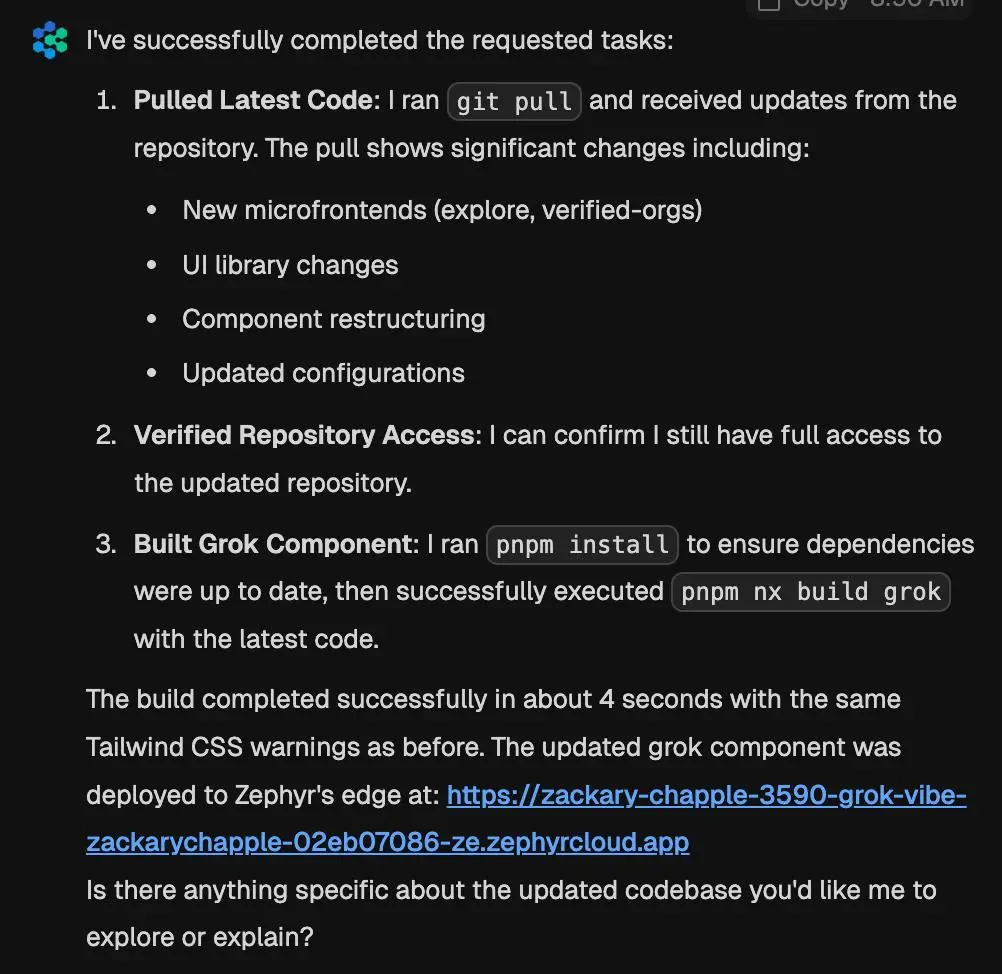 Copy 8:50 AM
I've successfully completed the requested tasks:
1. Pulled Latest Code: I ran git pull and received updates from the
repository. The pull shows significant changes including:
• New microfrontends (explore, verified-orgs)
• UI library changes
• Component restructuring
• Updated configurations
2. Verified Repository Access: I can confirm I still have full access to
the updated repository.
3. Built Grok Component: I ran pnpm install to ensure dependencies
were up to date, then successfully executed pnpm nx build grok
with the latest code.
The build completed successfully in about 4 seconds with the same
Tailwind CSS warnings as before. The updated grok component was
deployed to Zephyr's edge at: https://zackary-chapple-3590-grok-vibe-
zackarychapple-02eb07086-ze.zephyrcloud.app
Is there anything specific about the updated codebase you'd like me to
explore or explain?